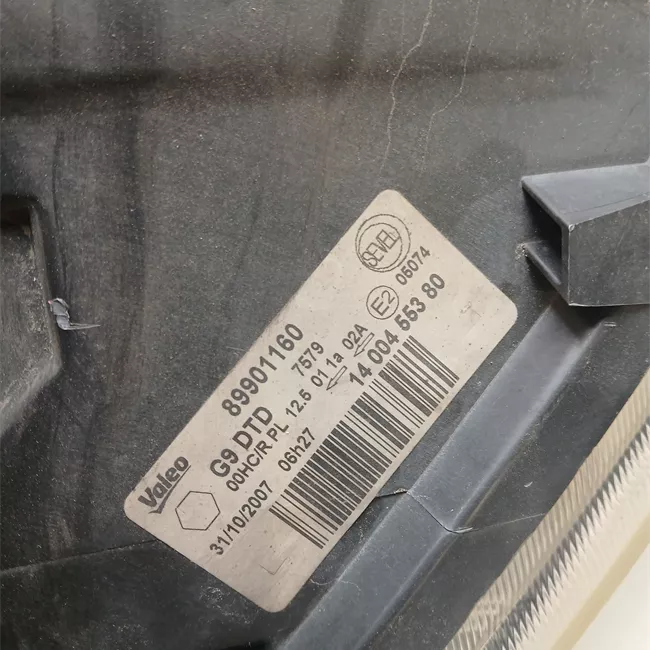 SEVEL
89901160
7579
E2
05074
G9 DTD
00HC/R PL 12.5 01 1a 02A
14 004 553 80
Valeo
31/10/2007 06h27
L